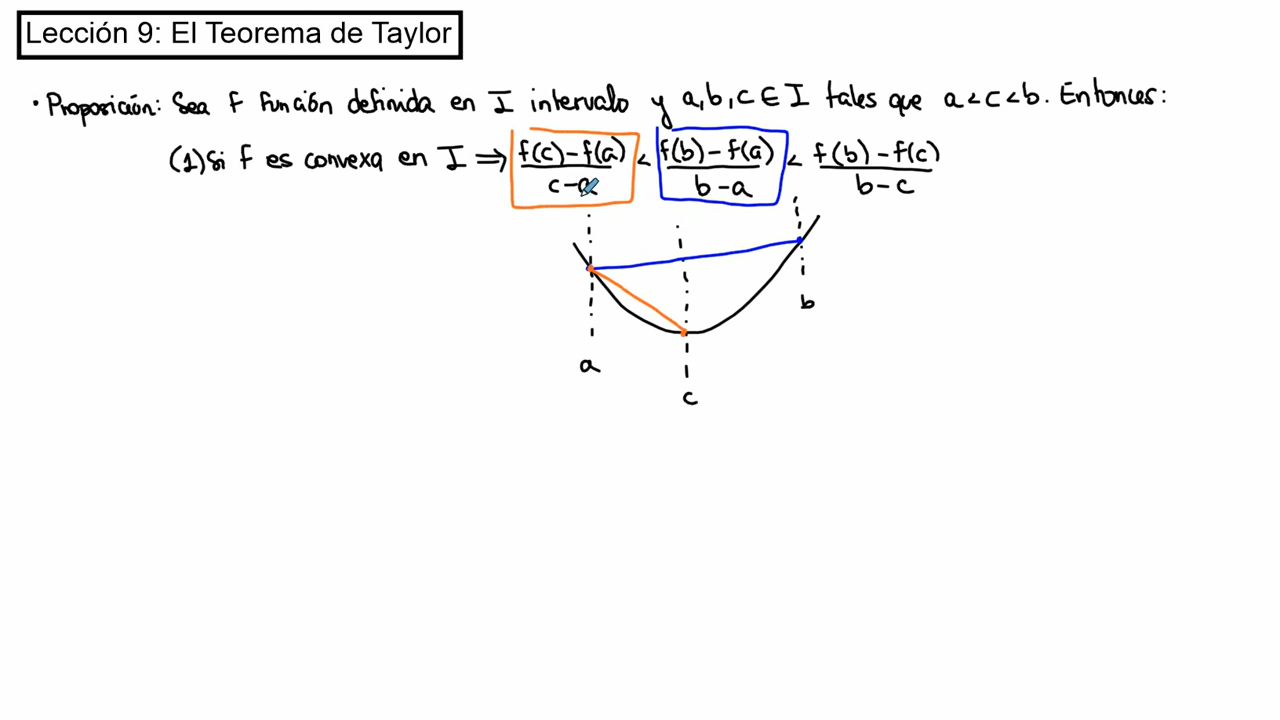 Lección 9: El Teorema de Taylor
• Proposición: Sea f función definida en I intervalo y a, b, c ∈ I tales que a < c < b. Entonces:
(1) Si f es convexa en I ⇒ f(c) – f(a) / c – a < f(b) – f(a) / b – a < f(b) – f(c) / b – c
b
a
c